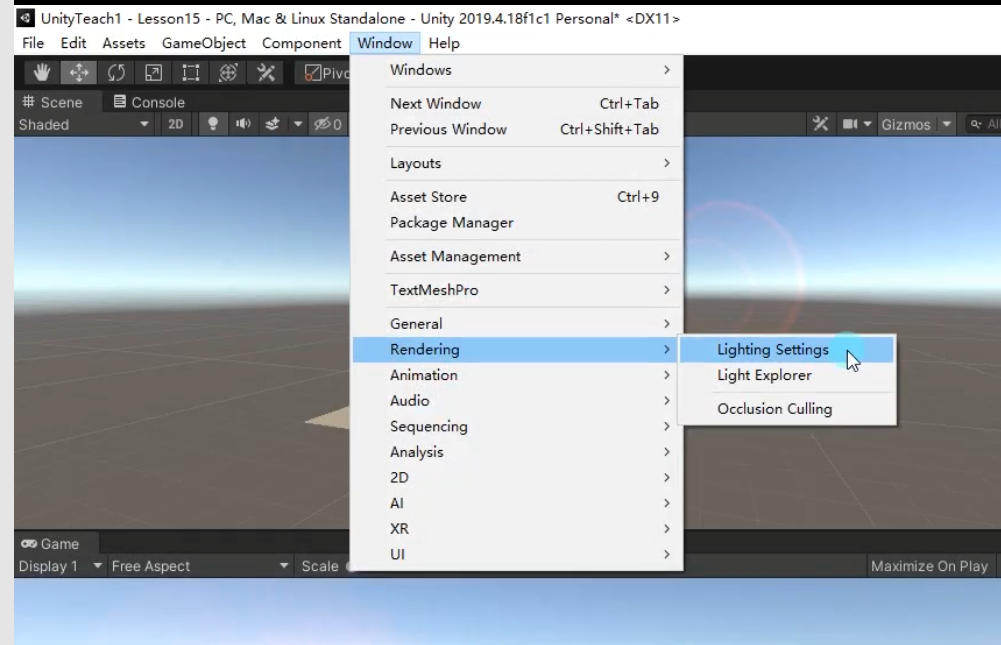 UnityTeach1 - Lesson15 - PC, Mac & Linux Standalone - Unity 2019.4.18f1c1 Personal* <DX11>
File Edit Assets GameObject Component Window Help
Windows
Next Window Ctrl+Tab
Previous Window Ctrl+Shift+Tab
Layouts
Asset Store Ctrl+9
Package Manager
Asset Management
TextMeshPro
General
Rendering
Animation
Audio
Sequencing
Analysis
2D
AI
XR
UI
Lighting Settings
Light Explorer
Occlusion Culling
Scene Console
Shaded 2D 0 Gizmos
Game
Display 1 Free Aspect Scale Maximize On Play